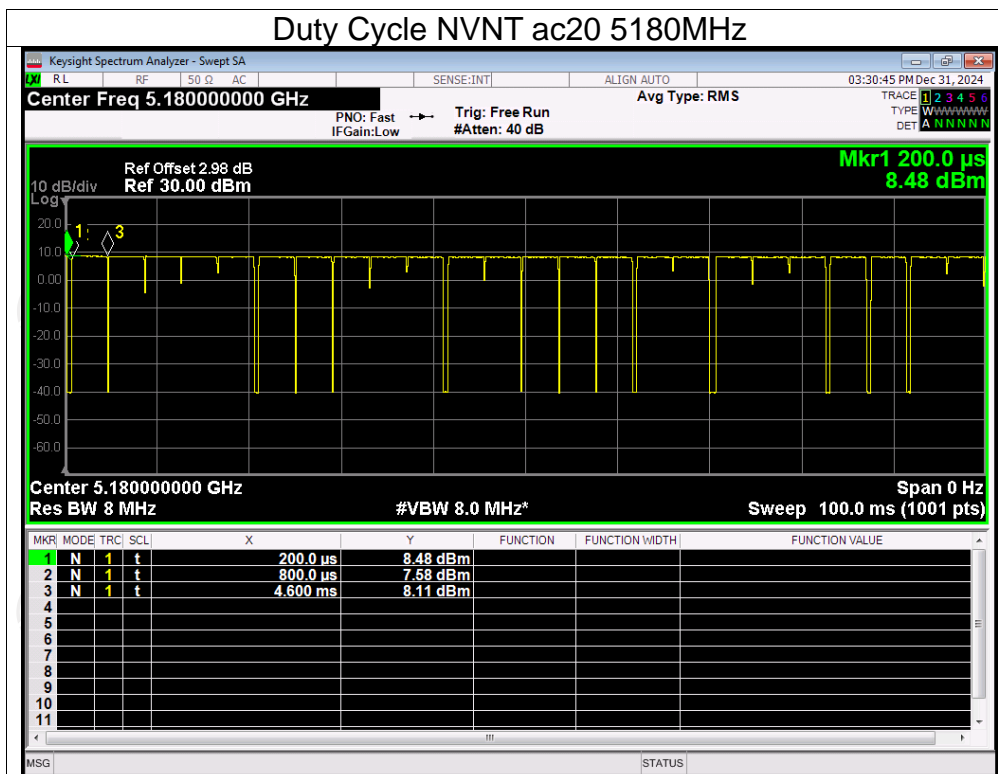 Duty Cycle NVNT ac20 5180MHz
Keysight Spectrum Analyzer - Swept SA
LXI RL RF 50 Ω AC SENSE:INT ALIGN AUTO 03:30:45 PM Dec 31, 2024
Center Freq 5.180000000 GHz Avg Type: RMS TRACE 1 2 3 4 5 6
PNO: Fast Trig: Free Run TYPE WWWWWW
IFGain:Low #Atten: 40 dB DET A N N N N N
Mkr1 200.0 µs
8.48 dBm
Ref Offset 2.98 dB
10 dB/div Ref 30.00 dBm
Log
20.0
1 3
10.0
0.00
-10.0
-20.0
-30.0
-40.0
-50.0
-60.0
Center 5.180000000 GHz Span 0 Hz
Res BW 8 MHz #VBW 8.0 MHz* Sweep 100.0 ms (1001 pts)
MKR MODE TRC SCL X Y FUNCTION FUNCTION WIDTH FUNCTION VALUE
1 N 1 t 200.0 µs 8.48 dBm
2 N 1 t 800.0 µs 7.58 dBm
3 N 1 t 4.600 ms 8.11 dBm
4
5
6
7
8
9
10
11
MSG STATUS